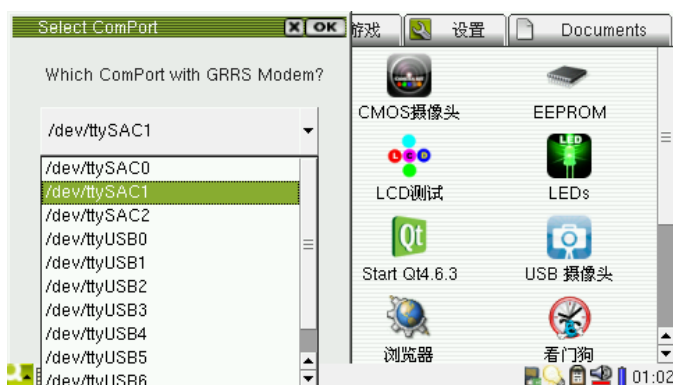 Select ComPort
X OK
Which ComPort with GRRS Modem?
/dev/ttySAC1
/dev/ttySAC0
/dev/ttySAC1
/dev/ttySAC2
/dev/ttyUSB0
/dev/ttyUSB1
/dev/ttyUSB2
/dev/ttyUSB3
/dev/ttyUSB4
/dev/ttyUSB5
/dev/ttyUSB6
游戏 设置 Documents
CMOS摄像头 EEPROM
LED
LCD测试 LEDs
Qt
Start Qt4.6.3 USB 摄像头
浏览器 看门狗
01:02